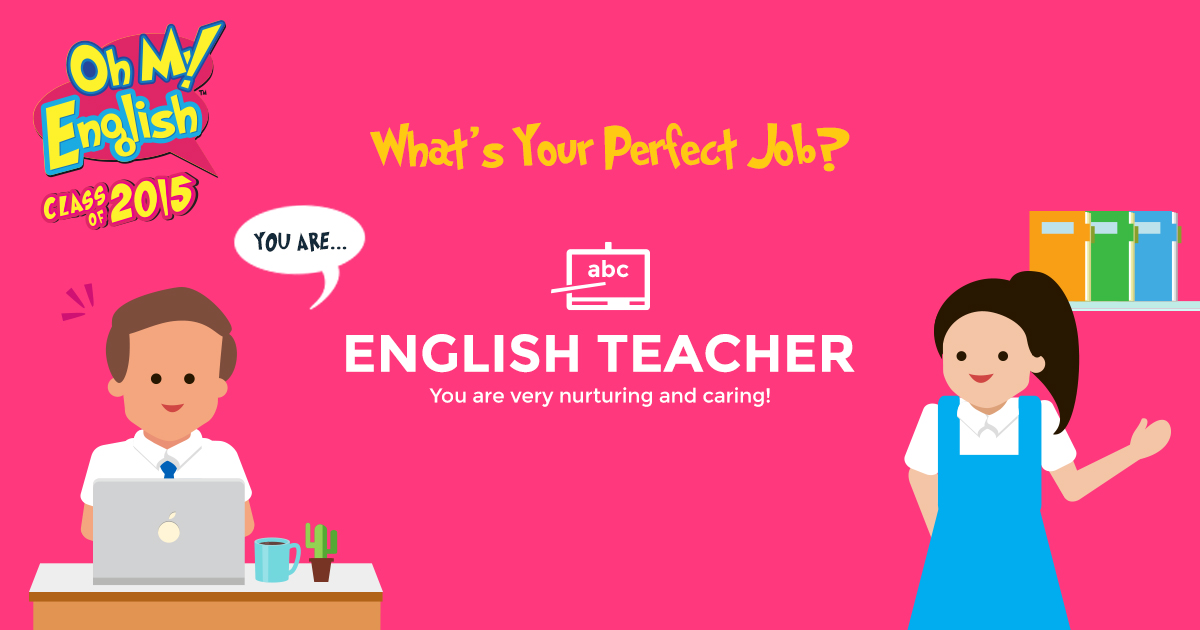 Oh My!
English™
CLASS
OF 2015
What's Your Perfect Job?
YOU ARE...
abc
ENGLISH TEACHER
You are very nurturing and caring!